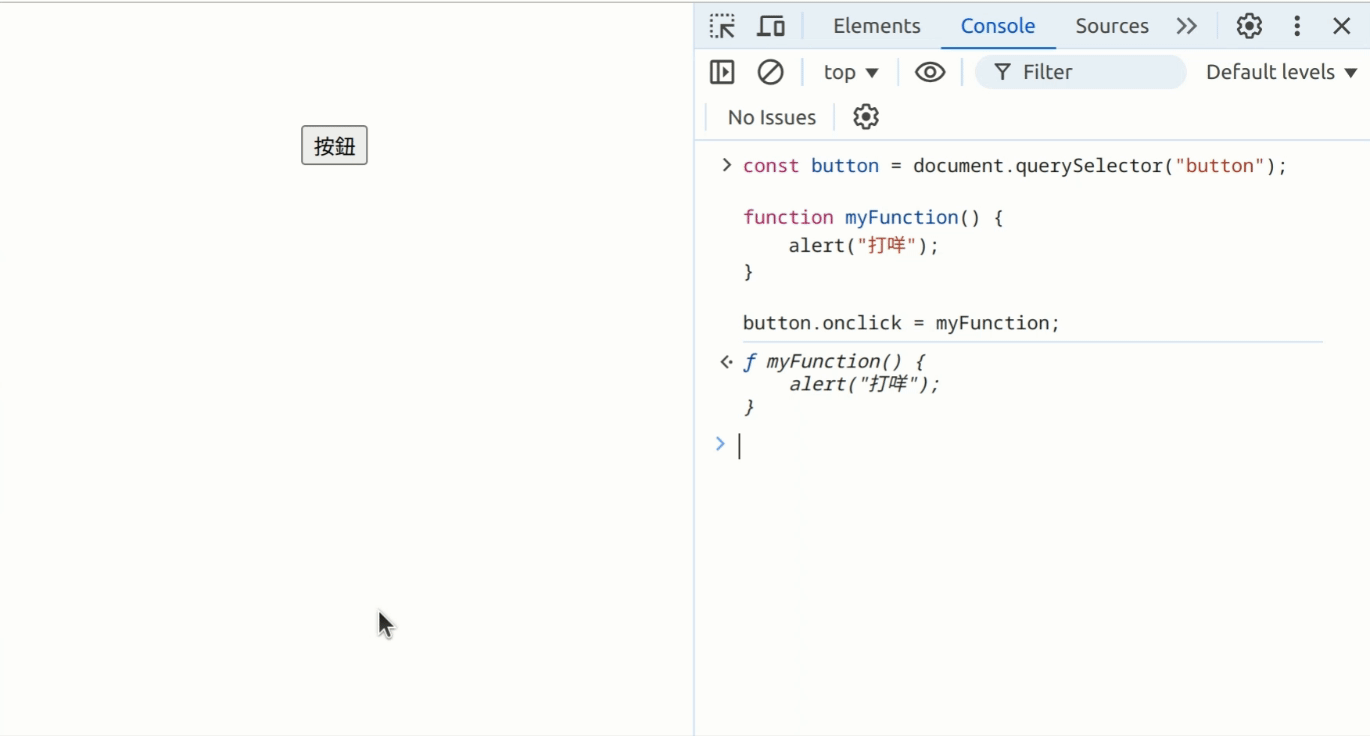 Elements Console Sources
top Filter Default levels
No Issues
按鈕
const button = document.querySelector("button");
function myFunction() {
    alert("打咩");
}
button.onclick = myFunction;
ƒ myFunction() {
    alert("打咩");
}